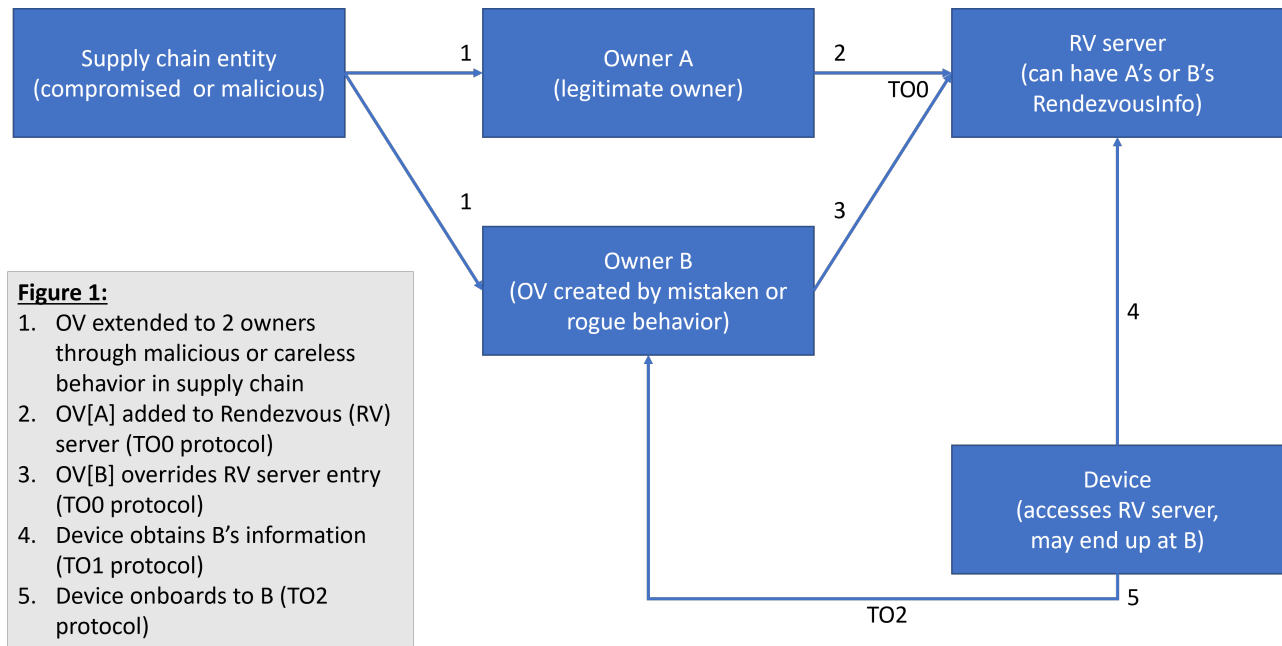 Supply chain entity
(compromised  or malicious)
1
Owner A
(legitimate owner)
2
TO0
RV server
(can have A's or B's
RendezvousInfo)
1
Owner B
(OV created by mistaken or
rogue behavior)
3
4
Device
(accesses RV server,
may end up at B)
5
TO2
Figure 1:
1. OV extended to 2 owners
through malicious or careless
behavior in supply chain
2. OV[A] added to Rendezvous (RV)
server (TO0 protocol)
3. OV[B] overrides RV server entry
(TO0 protocol)
4. Device obtains B's information
(TO1 protocol)
5. Device onboards to B (TO2
protocol)